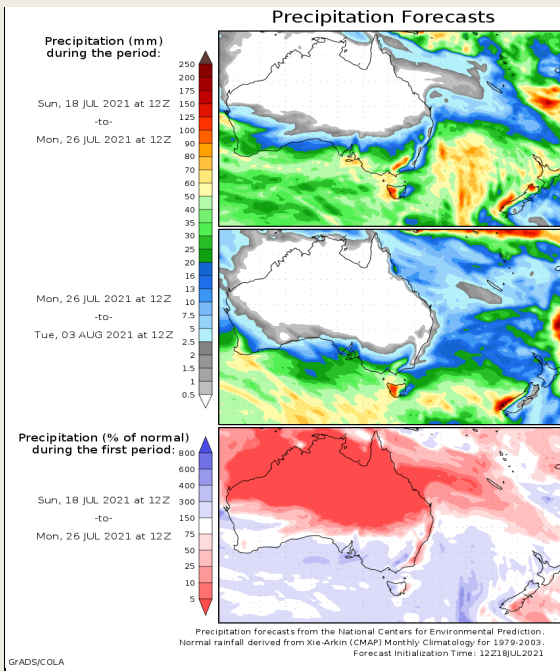 Precipitation Forecasts
Precipitation (mm)
during the period:
Sun, 18 JUL 2021 at 12Z
-to-
Mon, 26 JUL 2021 at 12Z
250
200
175
150
125
100
90
80
70
60
50
40
35
30
25
20
16
13
10
7.5
5
2.5
2
1.5
1
0.5
Mon, 26 JUL 2021 at 12Z
-to-
Tue, 03 AUG 2021 at 12Z
Precipitation (% of normal)
during the first period:
Sun, 18 JUL 2021 at 12Z
-to-
Mon, 26 JUL 2021 at 12Z
800
600
400
300
150
75
50
25
10
5
Precipitation forecasts from the National Centers for Environmental Prediction.
Normal rainfall derived from Xie-Arkin (CMAP) Monthly Climatology for 1979-2003.
Forecast Initialization Time: 12Z18JUL2021
GrADS/COLA